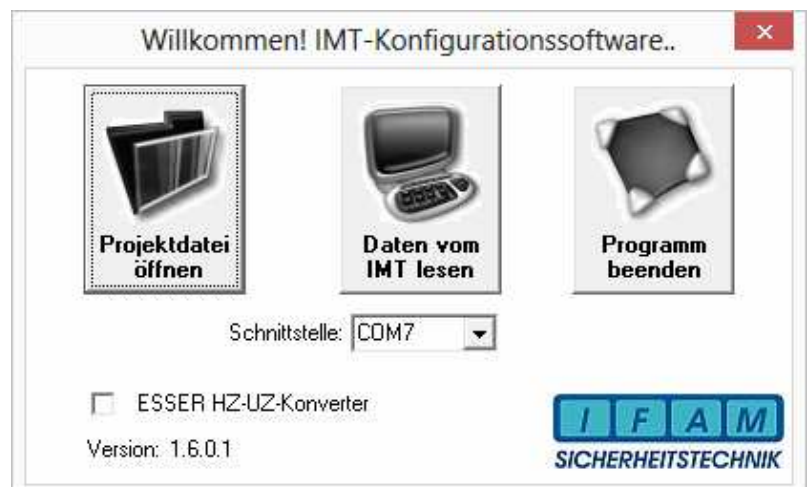 Willkommen! IMT-Konfigurationssoftware..
Projektdatei
öffnen
Daten vom
IMT lesen
Programm
beenden
Schnittstelle: COM7
ESSER HZ-UZ-Konverter
Version: 1.6.0.1
IFAM
SICHERHEITSTECHNIK